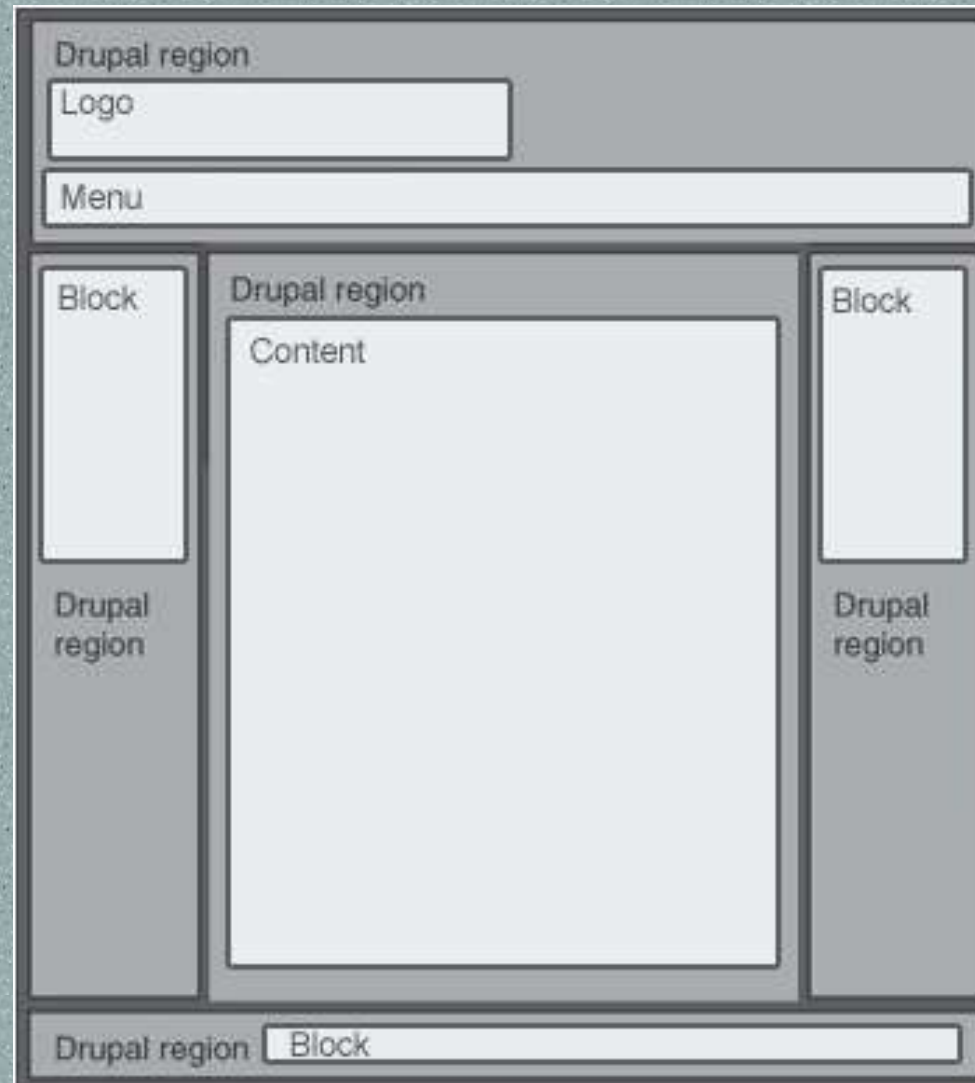 Drupal region
Logo
Menu
Block
Drupal
region
Drupal region
Content
Block
Drupal
region
Drupal region
Block